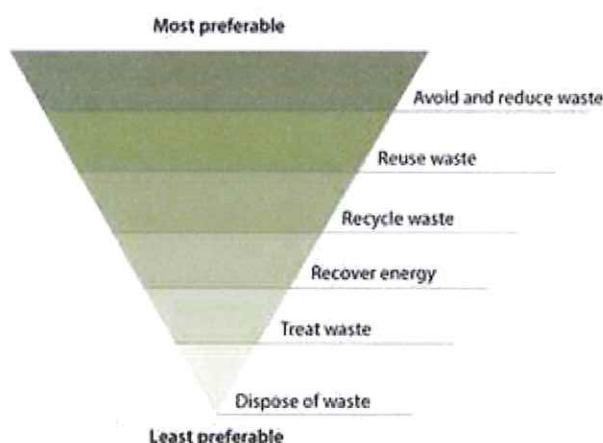 Most preferable
Avoid and reduce waste
Reuse waste
Recycle waste
Recover energy
Treat waste
Dispose of waste
Least preferable